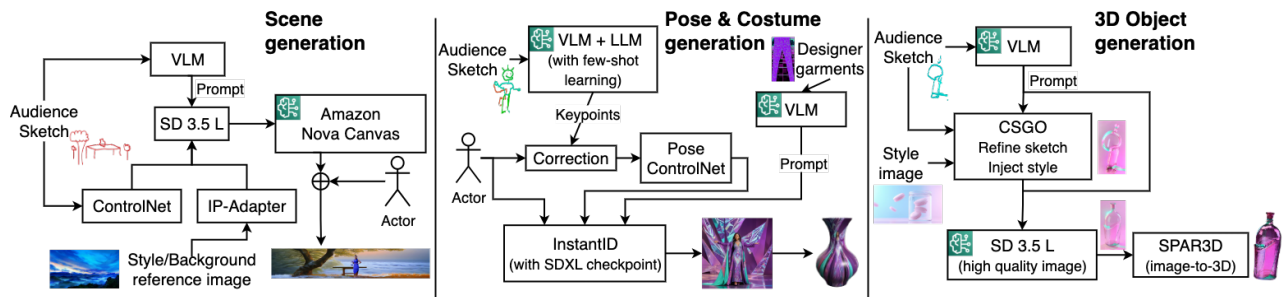 Scene
generation
VLM
Prompt
Audience
Sketch
SD 3.5 L
Amazon
Nova Canvas
ControlNet
IP-Adapter
Actor
Style/Background
reference image
Pose & Costume
generation
Audience
Sketch
VLM + LLM
(with few-shot
learning)
Designer
garments
VLM
Keypoints
Correction
Pose
ControlNet
Prompt
Actor
InstantID
(with SDXL checkpoint)
3D Object
generation
Audience
Sketch
VLM
Prompt
CSGO
Refine sketch
Inject style
Style
image
SD 3.5 L
(high quality image)
SPAR3D
(image-to-3D)